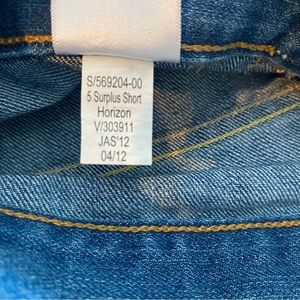 S/569204-00
5 Surplus Short
Horizon
V/303911
JAS'12
04/12